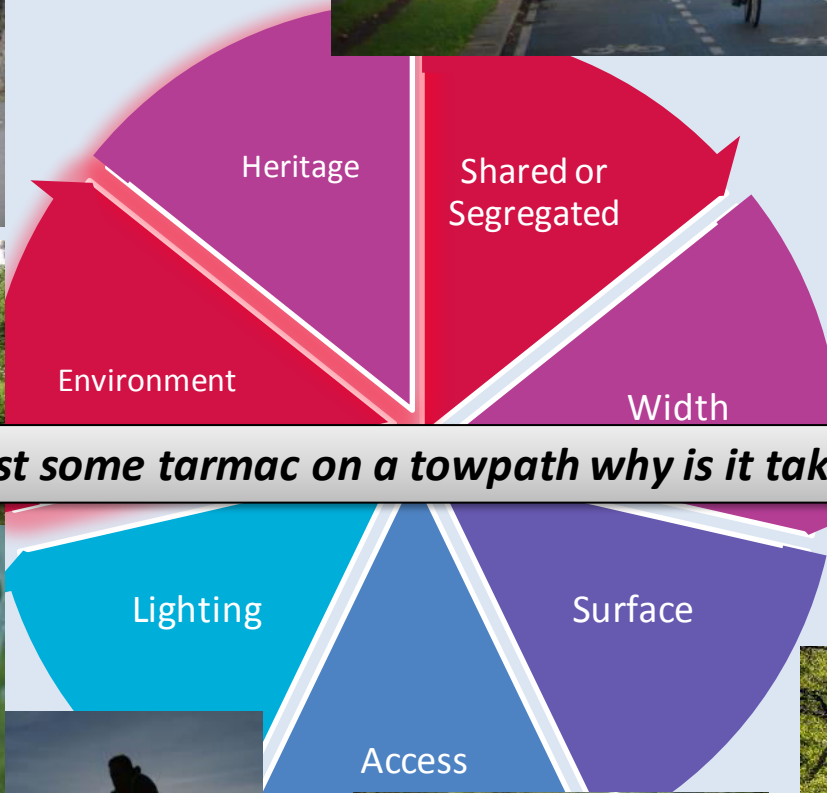 Heritage
Shared or
Segregated
Environment
Width
st some tarmac on a towpath why is it tak
Lighting
Surface
Access